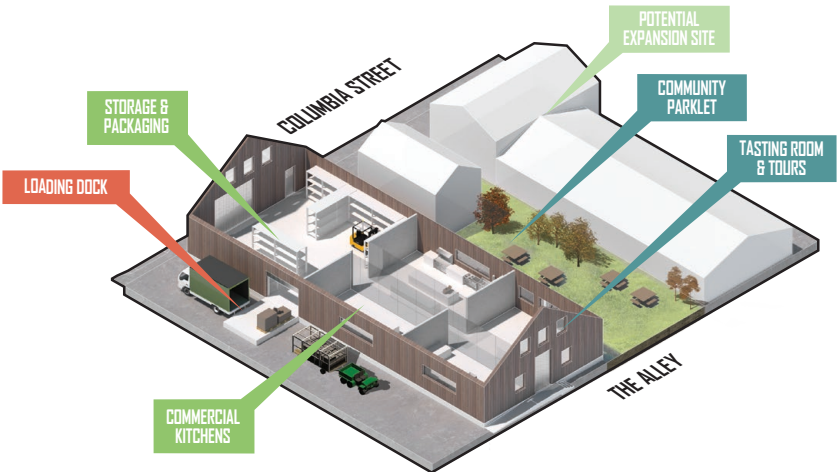 POTENTIAL
EXPANSION SITE
COLUMBIA STREET
COMMUNITY
PARKLET
STORAGE &
PACKAGING
TASTING ROOM
& TOURS
LOADING DOCK
THE ALLEY
COMMERCIAL
KITCHENS